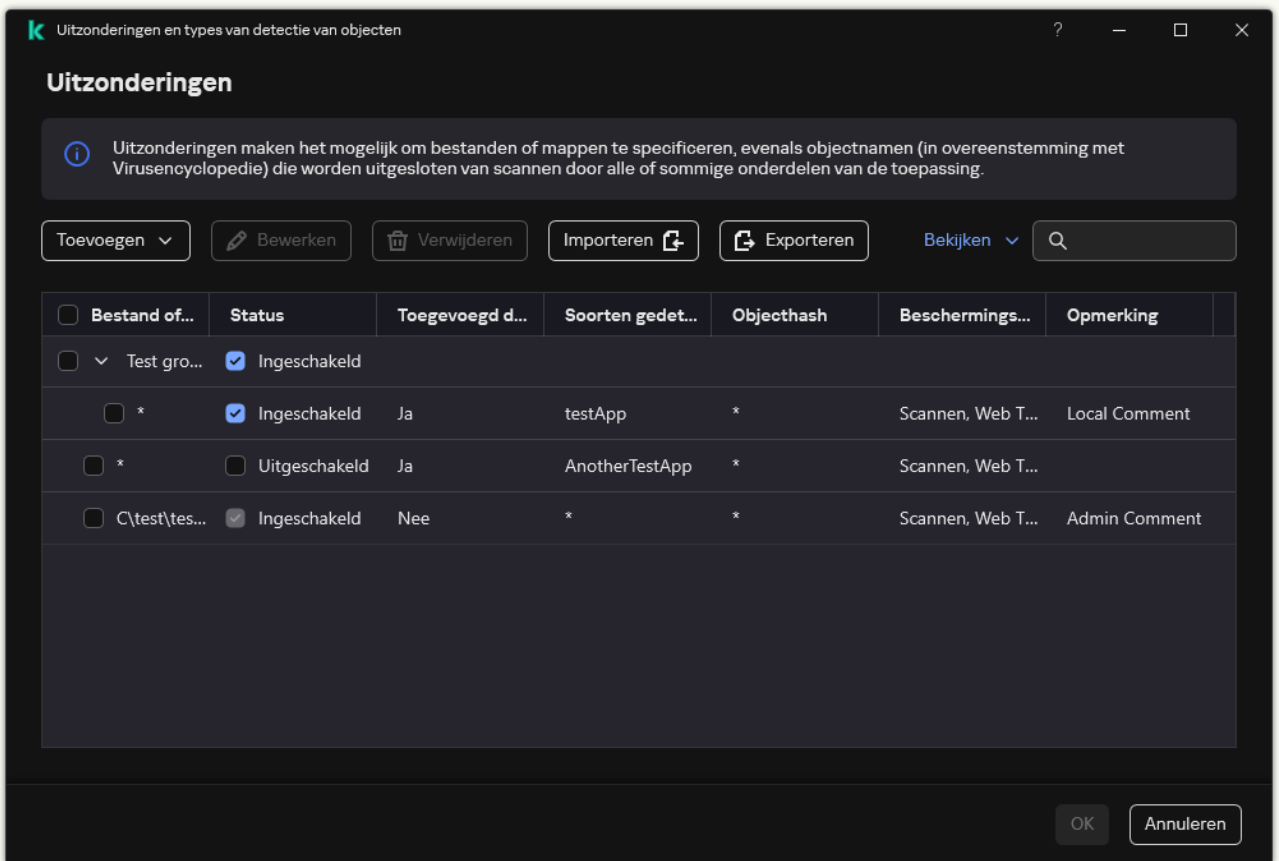 Uitzonderingen en types van detectie van objecten
Uitzonderingen
Uitzonderingen maken het mogelijk om bestanden of mappen te specificeren, evenals objectnamen (in overeenstemming met
Virusencyclopedie) die worden uitgesloten van scannen door alle of sommige onderdelen van de toepassing.
Toevoegen Bewerken Verwijderen Importeren Exporteren Bekijken
Bestand of... Status Toegevoegd d... Soorten gedet... Objecthash Beschermings... Opmerking
Test gro... Ingeschakeld
* Ingeschakeld Ja testApp * Scannen, Web T... Local Comment
* Uitgeschakeld Ja AnotherTestApp * Scannen, Web T...
C\test\tes... Ingeschakeld Nee * * Scannen, Web T... Admin Comment
OK Annuleren